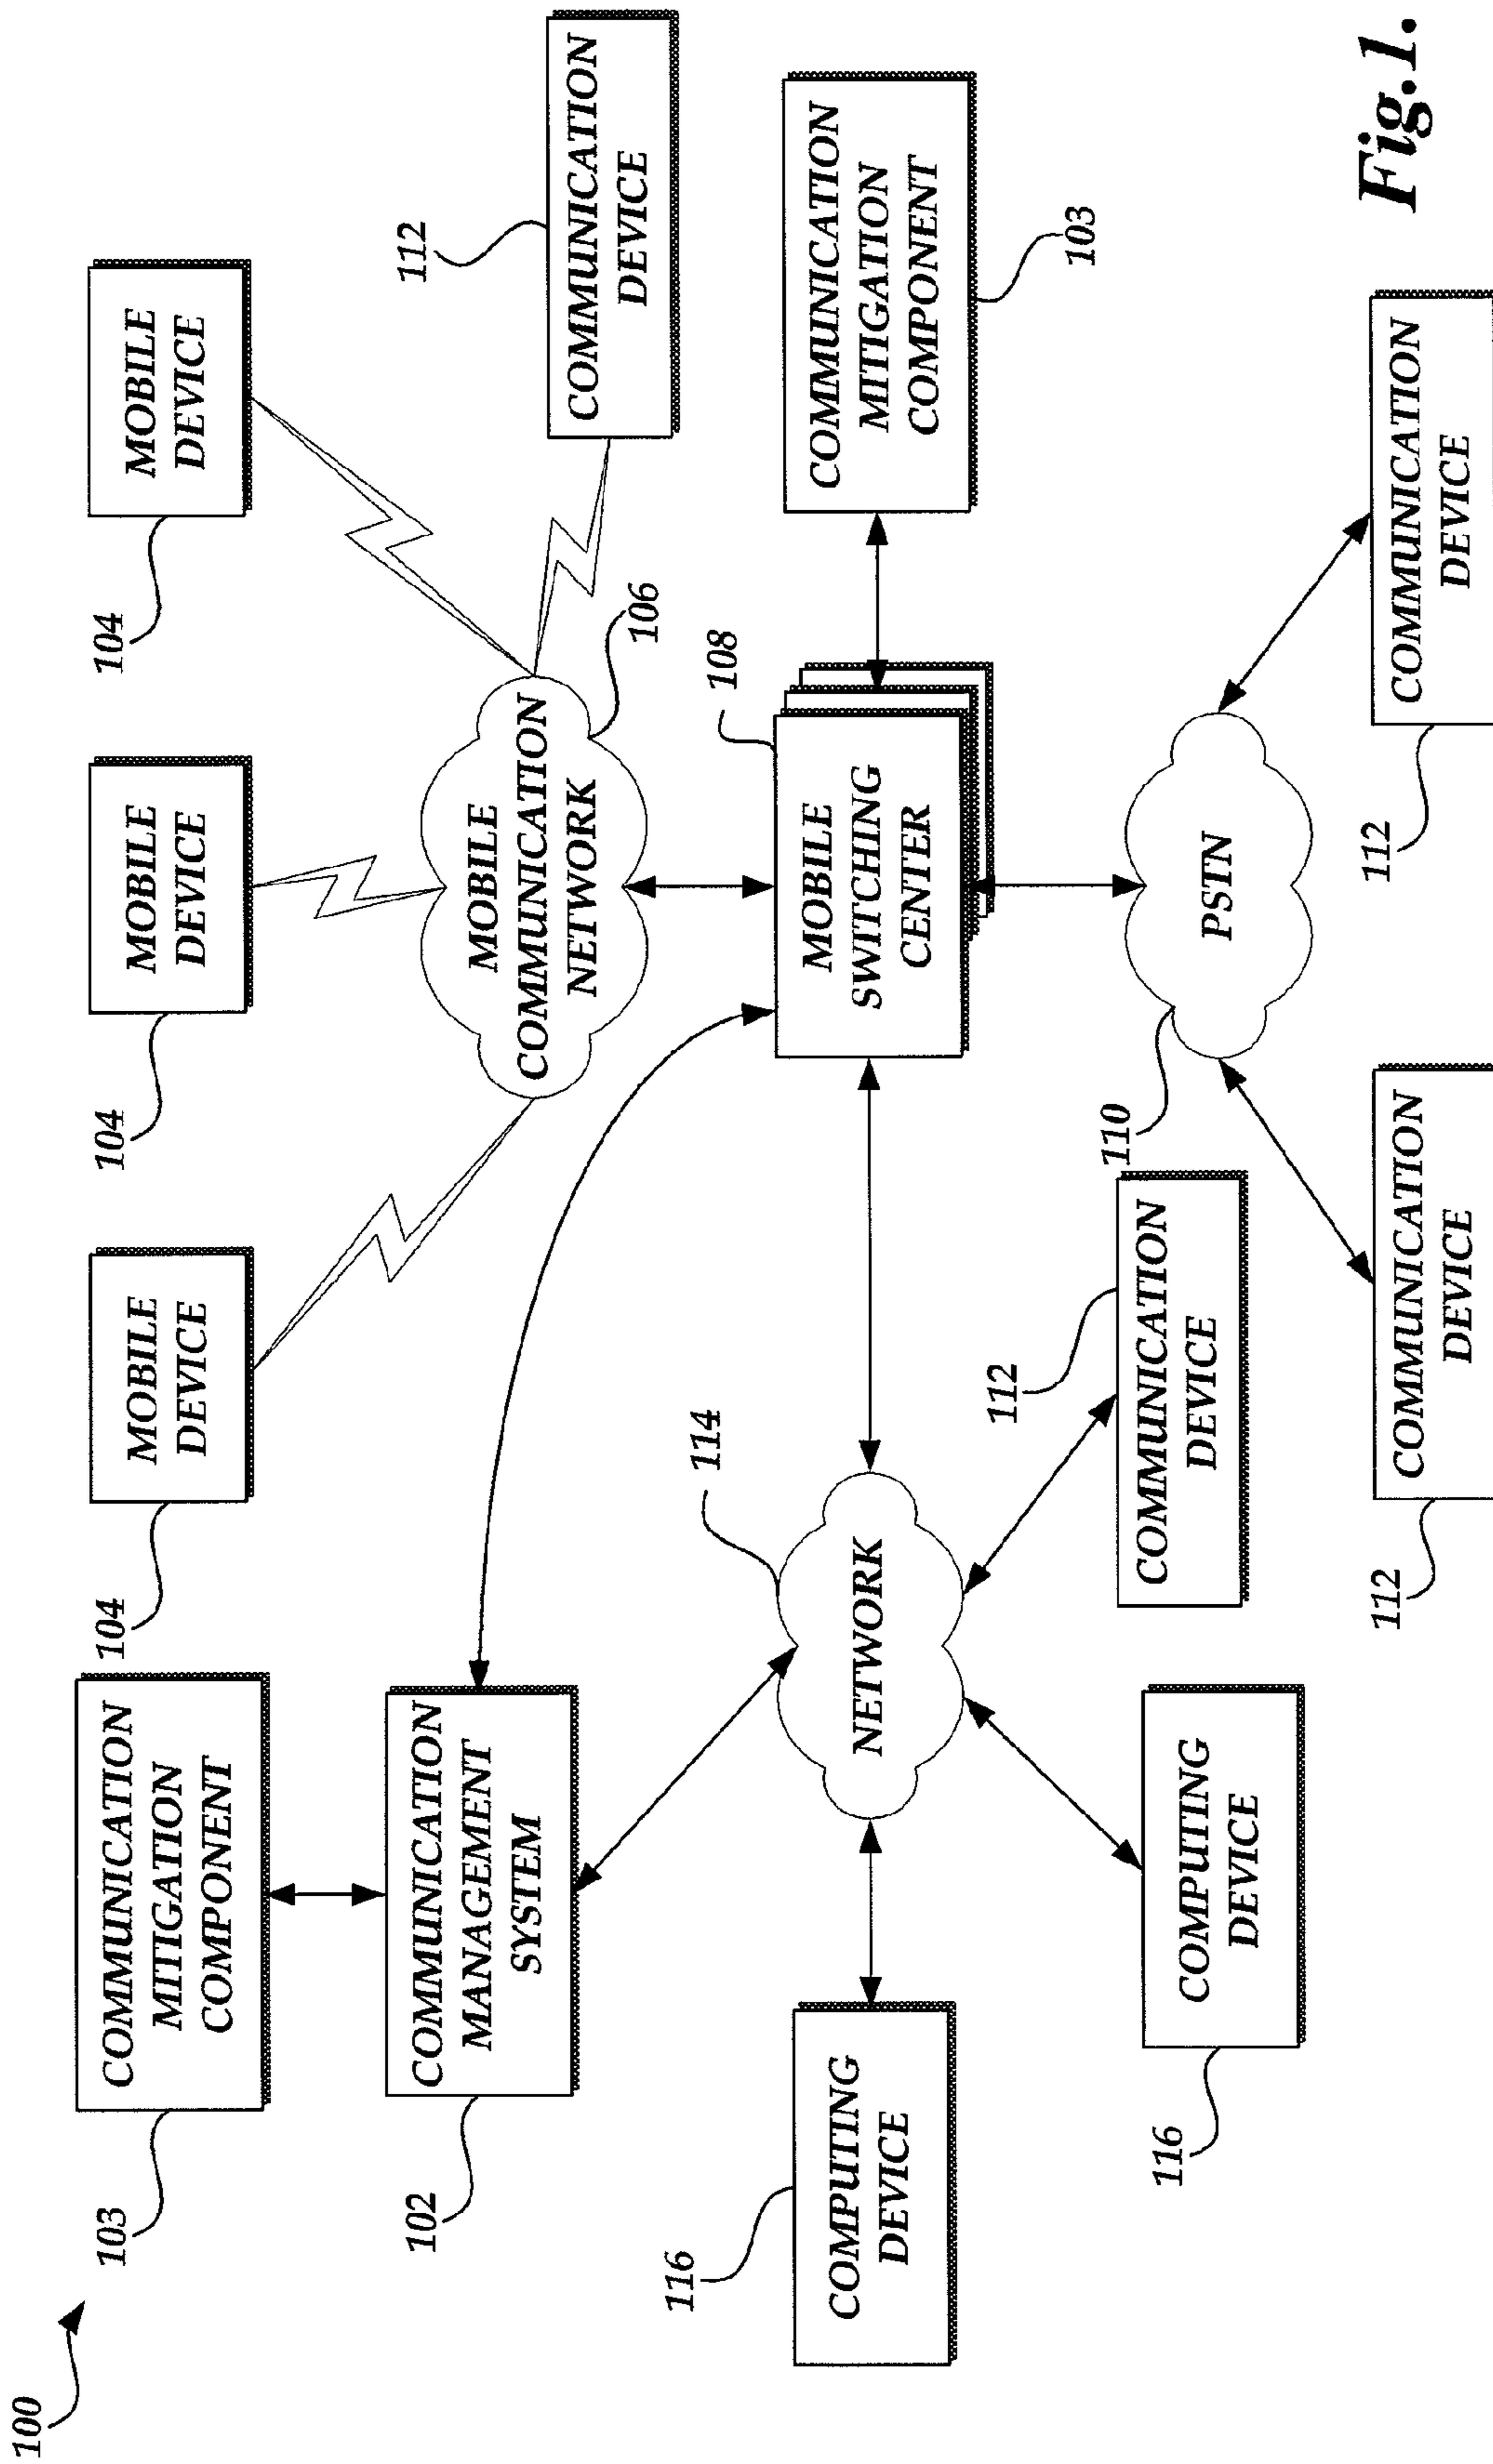 100
103
COMMUNICATION
MITIGATION
COMPONENT
104
MOBILE
DEVICE
104
MOBILE
DEVICE
104
MOBILE
DEVICE
102
COMMUNICATION
MANAGEMENT
SYSTEM
MOBILE
COMMUNICATION
NETWORK
106
112
COMMUNICATION
DEVICE
116
COMPUTING
DEVICE
114
NETWORK
108
MOBILE
SWITCHING
CENTER
COMMUNICATION
MITIGATION
COMPONENT
103
116
COMPUTING
DEVICE
112
COMMUNICATION
DEVICE
110
PSTN
112
COMMUNICATION
DEVICE
112
COMMUNICATION
DEVICE
Fig.1.